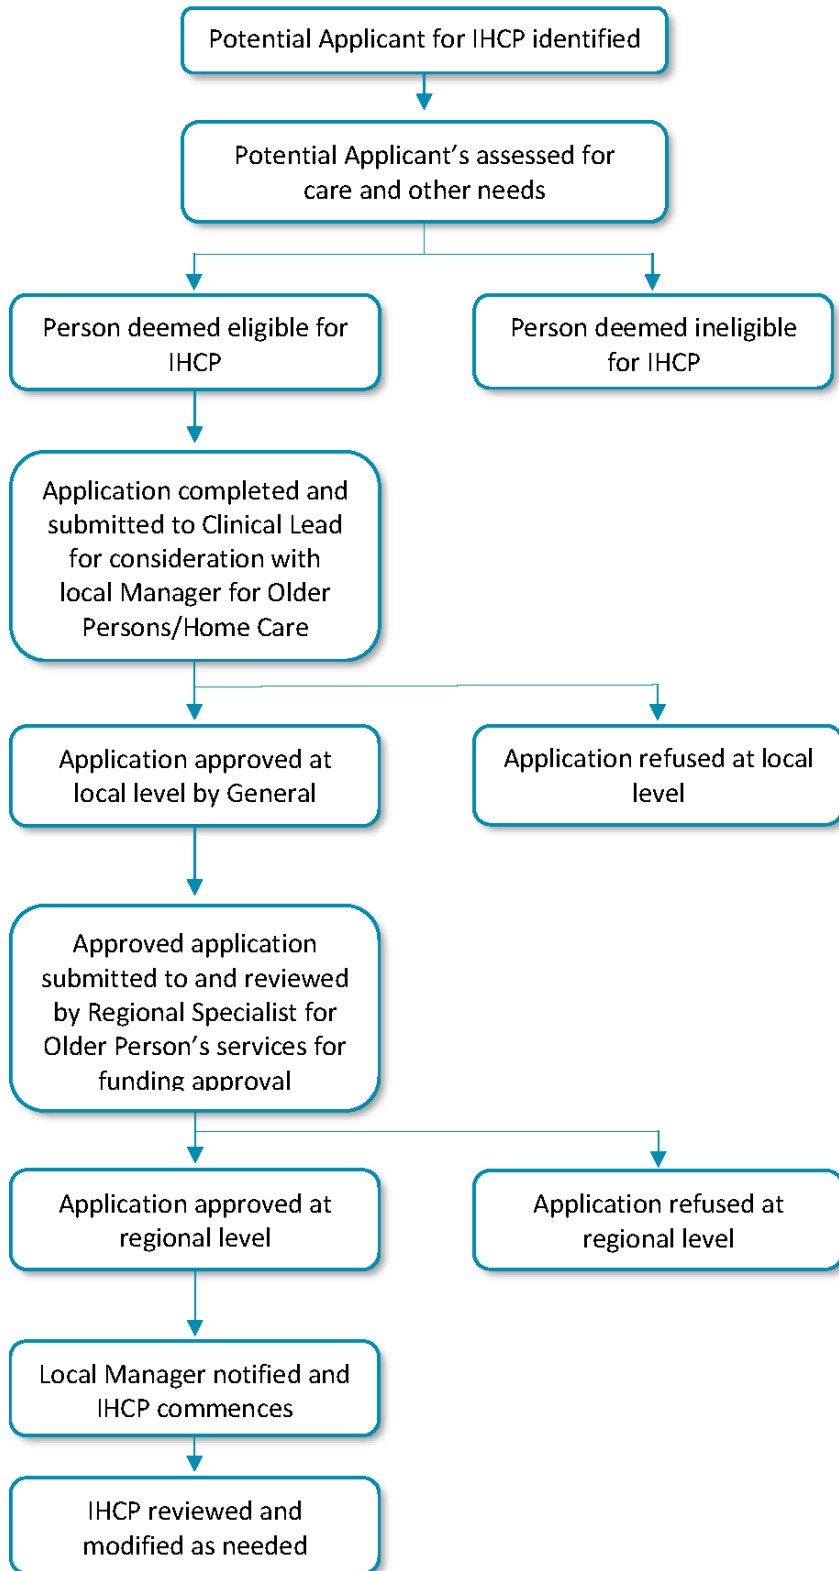 Potential Applicant for IHCP identified
Potential Applicant’s assessed for
care and other needs
Person deemed eligible for
IHCP
Person deemed ineligible
for IHCP
Application completed and
submitted to Clinical Lead
for consideration with
local Manager for Older
Persons/Home Care
Application approved at
local level by General
Application refused at local
level
Approved application
submitted to and reviewed
by Regional Specialist for
Older Person’s services for
funding approval
Application approved at
regional level
Application refused at
regional level
Local Manager notified and
IHCP commences
IHCP reviewed and
modified as needed